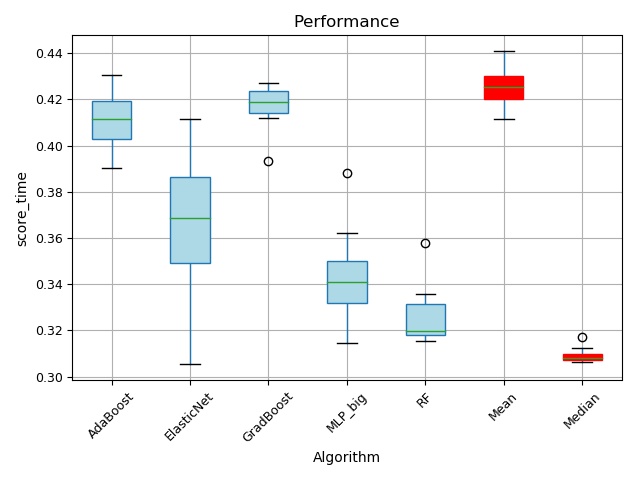 Performance
score_time
0.44
0.42
0.40
0.38
0.36
0.34
0.32
0.30
AdaBoost
ElasticNet
GradBoost
MLP_big
RF
Mean
Median
Algorithm